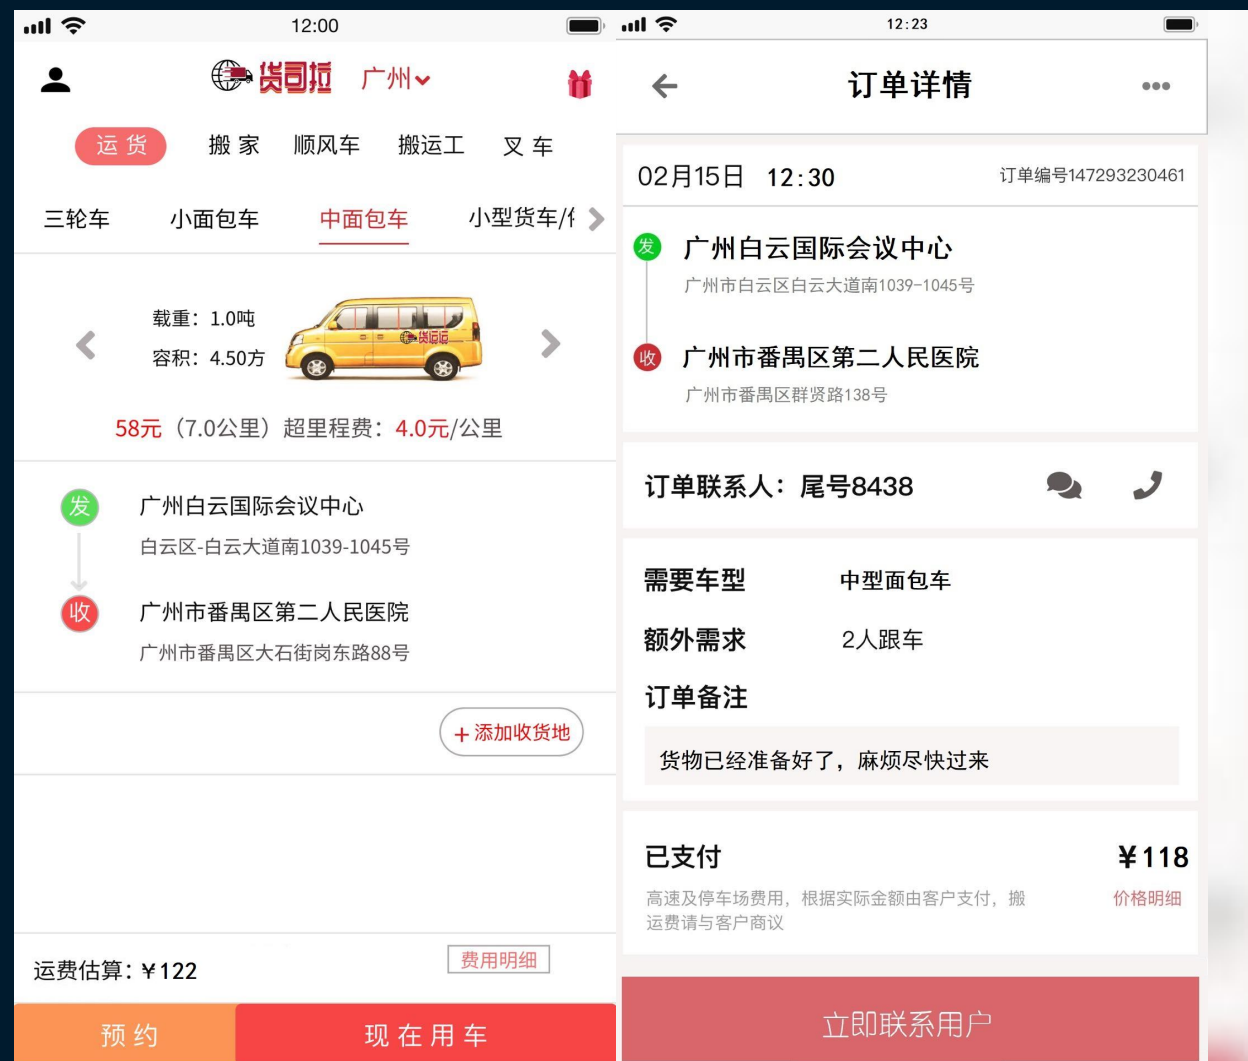 12:00
货司拉 广州
运货 搬家 顺风车 搬运工 叉车
三轮车 小面包车 中面包车 小型货车/
载重：1.0吨
容积：4.50方
58元（7.0公里）超里程费：4.0元/公里
发 广州白云国际会议中心
白云区-白云大道南1039-1045号
收 广州市番禺区第二人民医院
广州市番禺区大石街岗东路88号
+添加收货地
运费估算：¥122 费用明细
预约 现在用车
12:23
订单详情
02月15日 12:30 订单编号147293230461
发 广州白云国际会议中心
广州市白云区白云大道南1039-1045号
收 广州市番禺区第二人民医院
广州市番禺区群贤路138号
订单联系人：尾号8438
需要车型 中型面包车
额外需求 2人跟车
订单备注
货物已经准备好了，麻烦尽快过来
已支付 ¥118
高速及停车场费用，根据实际金额由客户支付，搬 价格明细
运费请与客户商议
立即联系用户